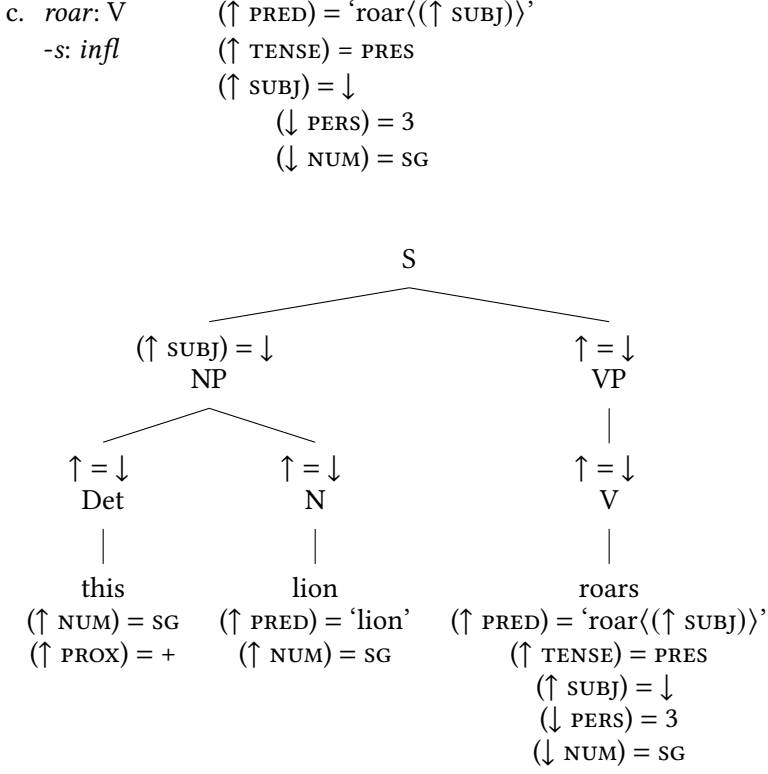 c. roar: V (↑ PRED) = ‘roar⟨(↑ SUBJ)⟩’
-s: infl (↑ TENSE) = PRES
(↑ SUBJ) = ↓
(↓ PERS) = 3
(↓ NUM) = SG
S
(↑ SUBJ) = ↓ ↑ = ↓
NP VP
↑ = ↓ ↑ = ↓ ↑ = ↓
Det N V
this lion roars
(↑ NUM) = SG (↑ PRED) = ‘lion’ (↑ PRED) = ‘roar⟨(↑ SUBJ)⟩’
(↑ PROX) = + (↑ NUM) = SG (↑ TENSE) = PRES
(↑ SUBJ) = ↓
(↓ PERS) = 3
(↓ NUM) = SG